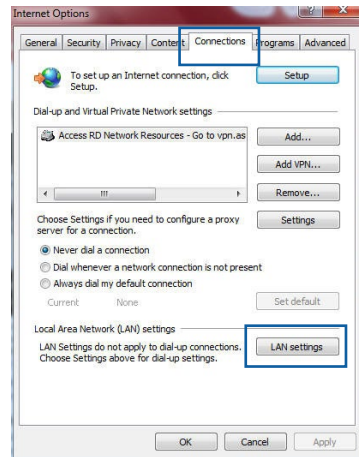 Internet Options
General Security Privacy Content Connections Programs Advanced
To set up an Internet connection, click Setup.
Setup
Dial-up and Virtual Private Network settings
Access RD Network Resources - Go to vpn.as
Add...
Add VPN...
Remove...
Choose Settings if you need to configure a proxy
server for a connection.
Settings
Never dial a connection
Dial whenever a network connection is not present
Always dial my default connection
Current None
Set default
Local Area Network (LAN) settings
LAN Settings do not apply to dial-up connections.
Choose Settings above for dial-up settings.
LAN settings
OK Cancel Apply